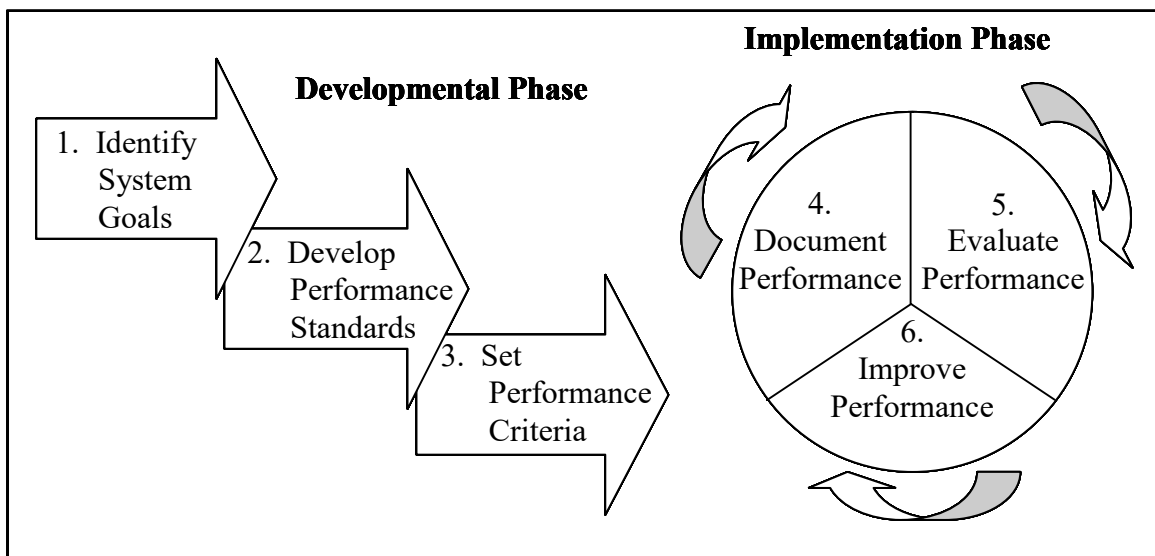 Implementation Phase
Developmental Phase
1. Identify
System
Goals
2. Develop
Performance
Standards
3. Set
Performance
Criteria
4.
Document
Performance
5.
Evaluate
Performance
6.
Improve
Performance